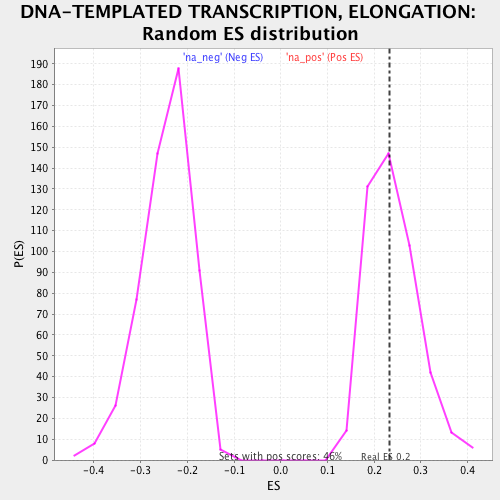 DNA-TEMPLATED TRANSCRIPTION, ELONGATION:
Random ES distribution
'na_neg' (Neg ES) 'na_pos' (Pos ES)
190
180
170
160
150
140
130
120
110
100
90
80
70
60
50
40
30
20
10
0
P(ES)
Sets with pos scores: 46% Real ES 0.2
-0.4 -0.3 -0.2 -0.1 0.0 0.1 0.2 0.3 0.4
ES